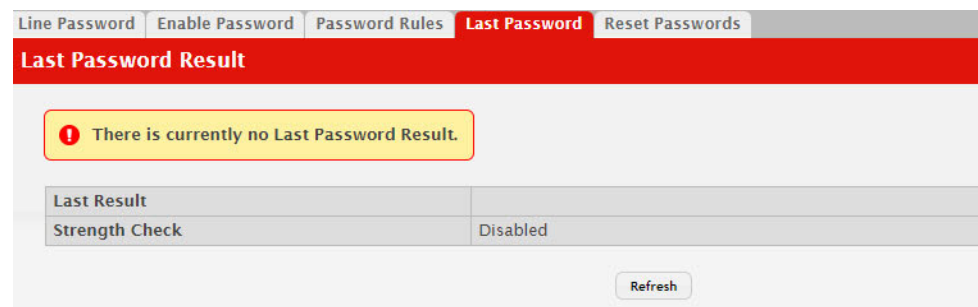 Line Password Enable Password Password Rules Last Password Reset Passwords
Last Password Result
There is currently no Last Password Result.
Last Result
Strength Check Disabled
Refresh